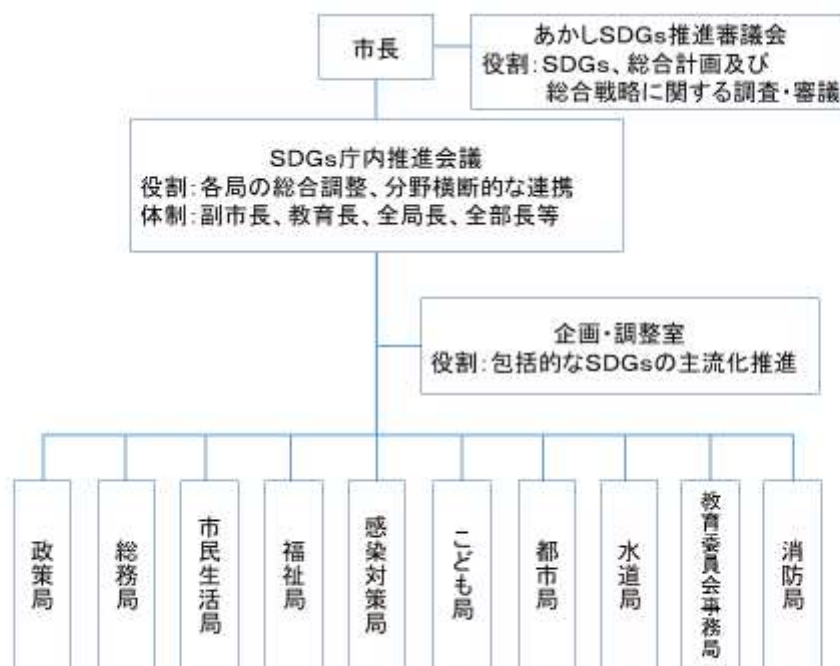 市長
あかしSDGs推進審議会
役割：SDGs、総合計画及び
総合戦略に関する調査・審議
SDGs庁内推進会議
役割：各局の総合調整、分野横断的な連携
体制：副市長、教育長、全局長、全部長等
企画・調整室
役割：包括的なSDGsの主流化推進
政策局
総務局
市民生活局
福祉局
感染対策局
こども局
都市局
水道局
教育委員会事務局
消防局